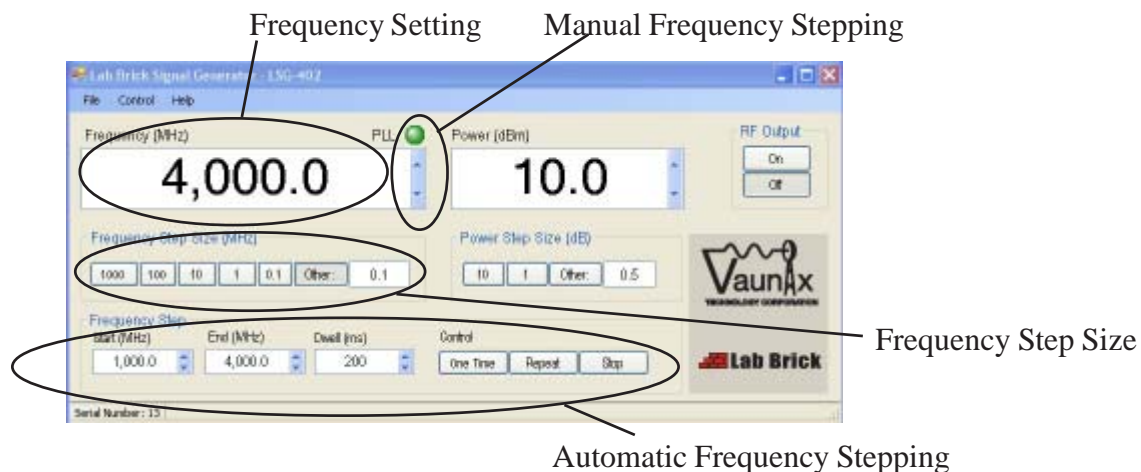 Frequency Setting
Manual Frequency Stepping
Lab Brick Signal Generator - LSG-402
File Control Help
Frequency (MHz)
PLL
Power (dBm)
RF Output
4,000.0
10.0
On
Off
Frequency Step Size (MHz)
Power Step Size (dB)
1000 100 10 1 0.1 Other: 0.1
10 1 Other: 0.5
Vaunix
TECHNOLOGY CORPORATION
Frequency Step
Start (MHz)
End (MHz)
Dwell (ms)
Control
1,000.0
4,000.0
200
One Time Repeat Stop
Lab Brick
Frequency Step Size
Serial Number: 13
Automatic Frequency Stepping